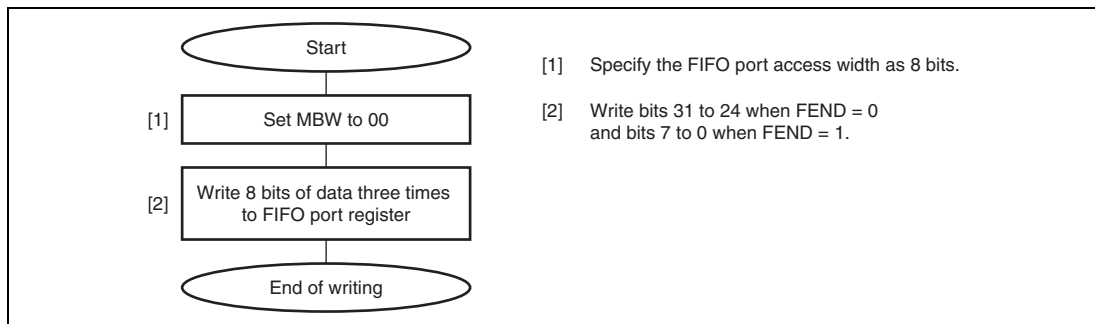 Start
[1] Set MBW to 00
[2] Write 8 bits of data three times
to FIFO port register
End of writing
[1] Specify the FIFO port access width as 8 bits.
[2] Write bits 31 to 24 when FEND = 0
and bits 7 to 0 when FEND = 1.